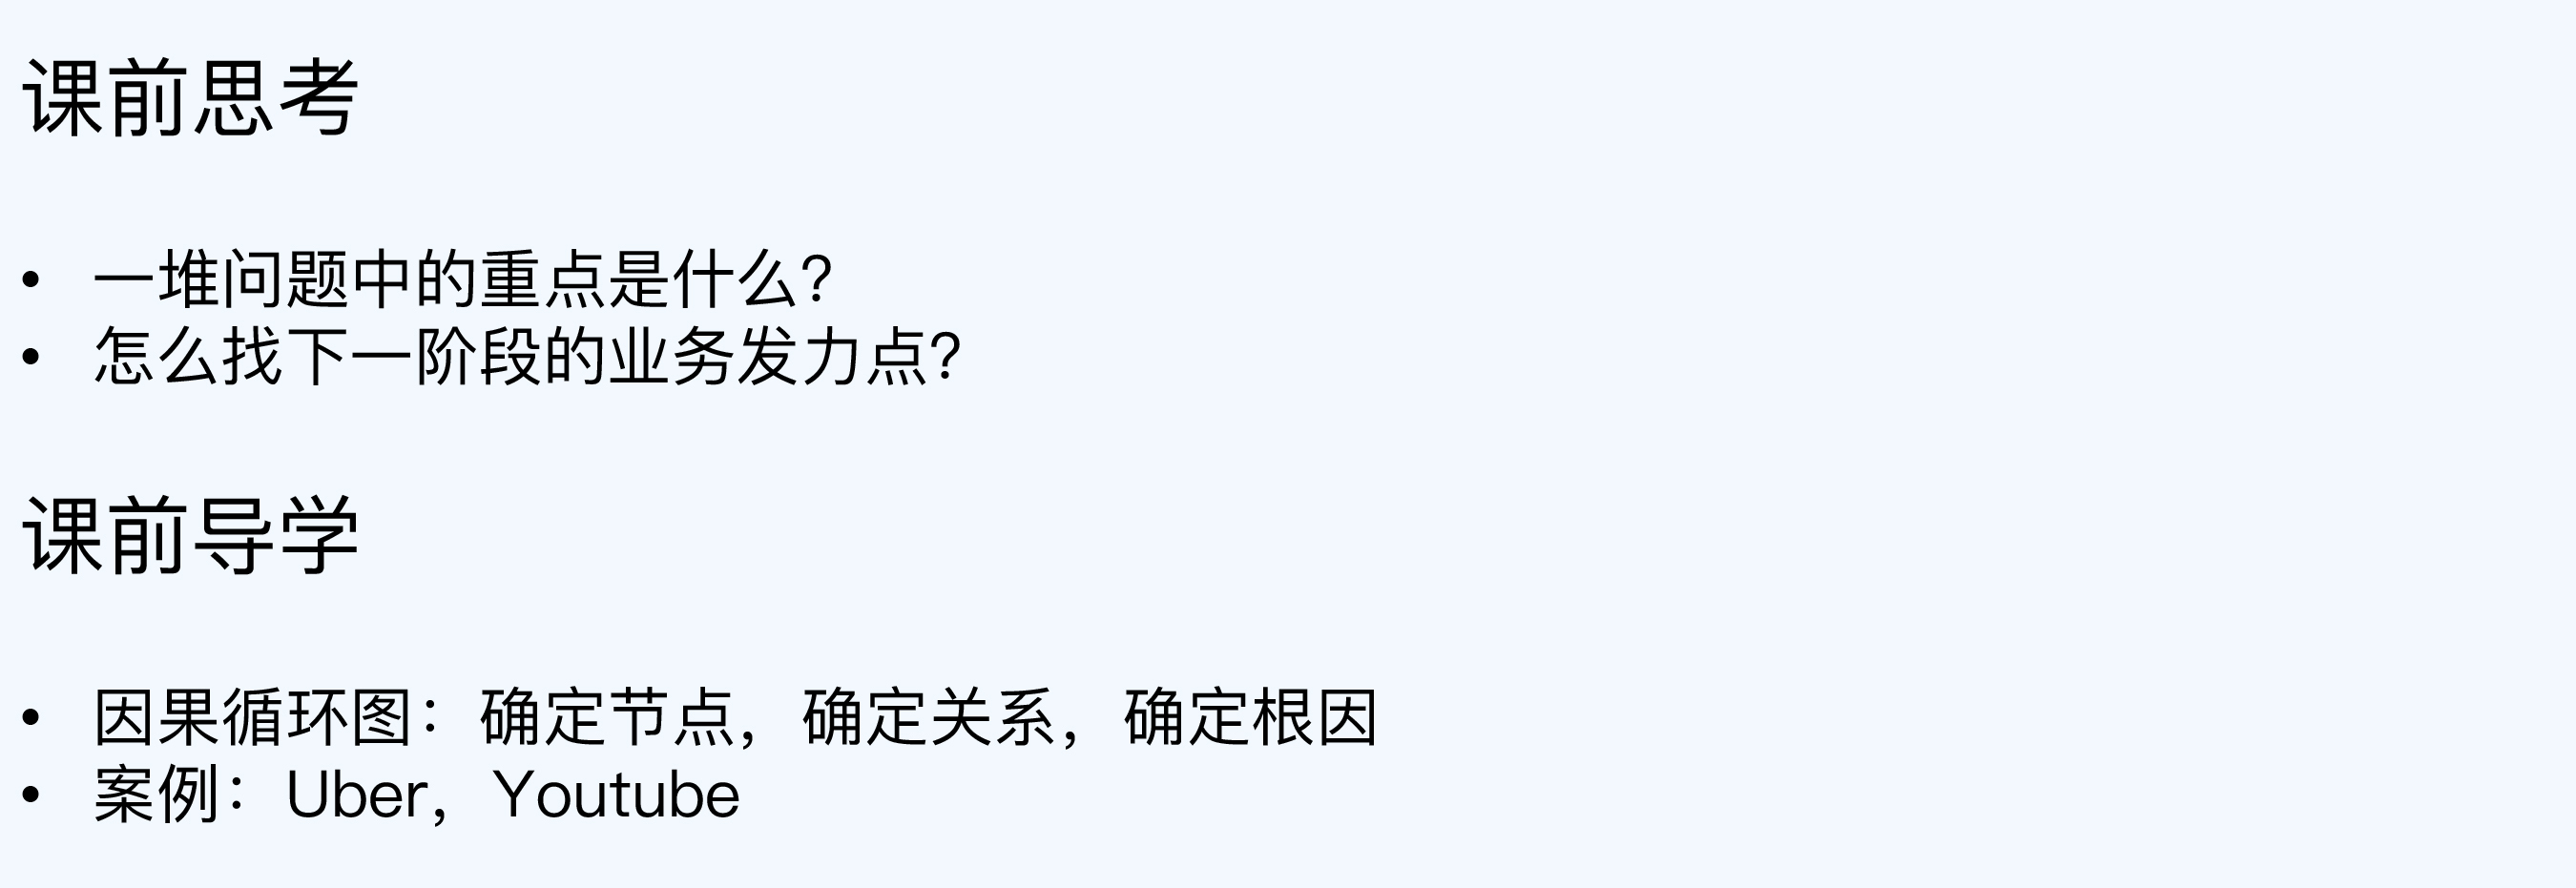 课前思考
• 一堆问题中的重点是什么？
• 怎么找下一阶段的业务发力点？
课前导学
• 因果循环图：确定节点，确定关系，确定根因
• 案例：Uber，Youtube